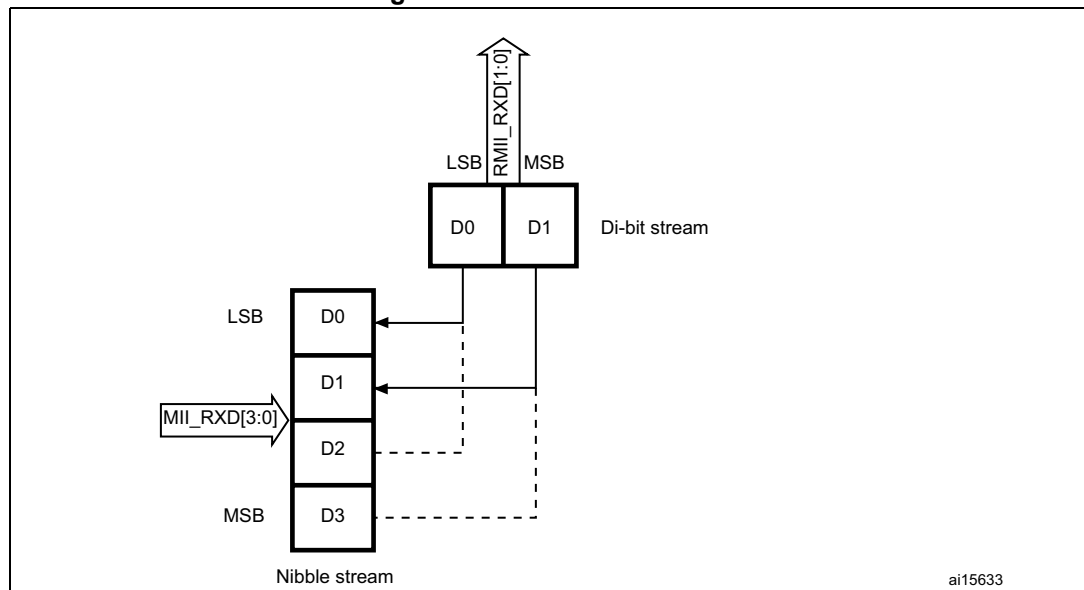 RMII_RXD[1:0]
LSB MSB
D0 D1 Di-bit stream
LSB D0
D1
MII_RXD[3:0]
D2
MSB D3
Nibble stream
ai15633